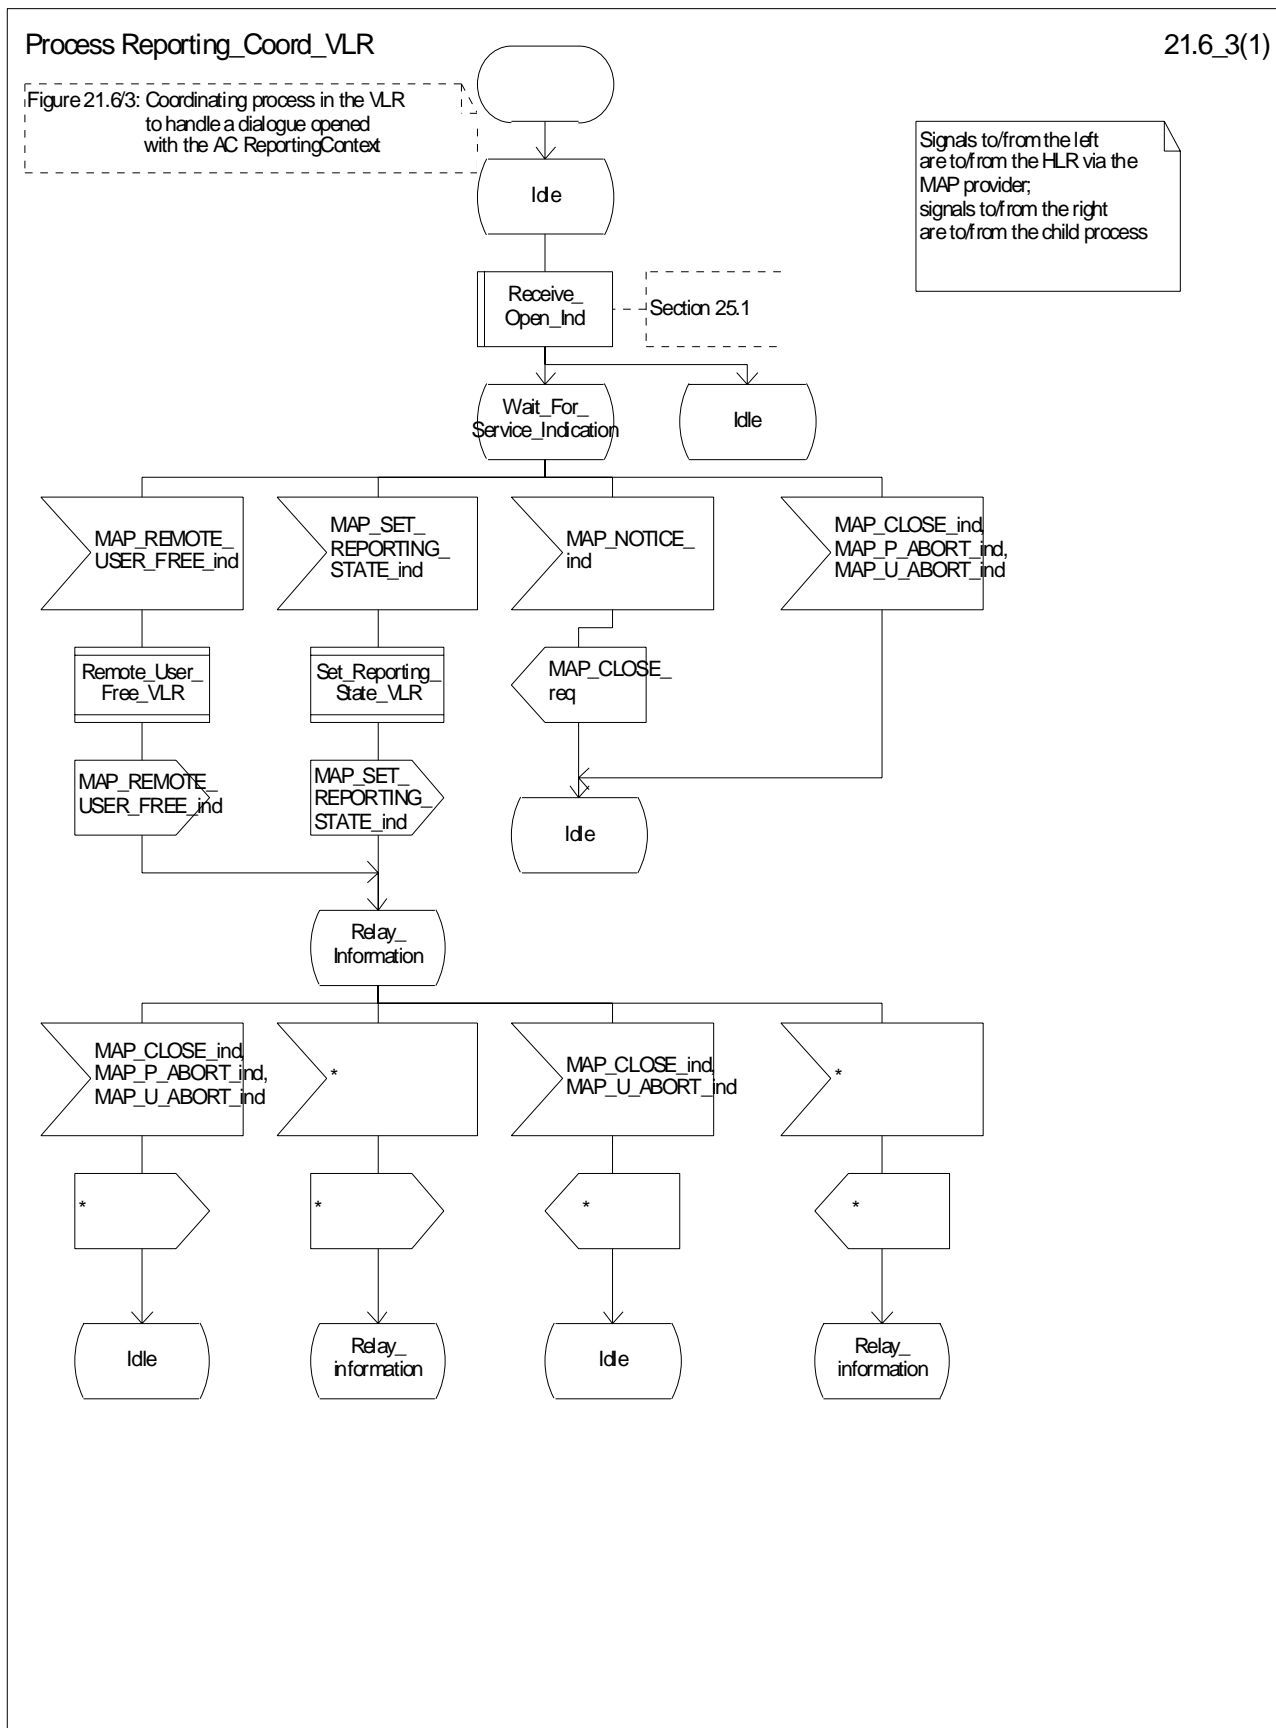 Process Reporting_Coord_VLR
21.6_3(1)
Figure 21.6/3: Coordinating process in the VLR
to handle a dialogue opened
with the AC ReportingContext
Signals to/from the left
are to/from the HLR via the
MAP provider;
signals to/from the right
are to/from the child process
Idle
Receive_
Open_Ind
Section 25.1
Wait_For_
Service_Indication
Idle
MAP_REMOTE_
USER_FREE_ind
MAP_SET_
REPORTING_
STATE_ind
MAP_NOTICE_
ind
MAP_CLOSE_ind,
MAP_P_ABORT_ind,
MAP_U_ABORT_ind
Remote_User_
Free_VLR
Set_Reporting_
State_VLR
MAP_CLOSE_
req
MAP_REMOTE_
USER_FREE_ind
MAP_SET_
REPORTING_
STATE_ind
Idle
Relay_
Information
MAP_CLOSE_ind,
MAP_P_ABORT_ind,
MAP_U_ABORT_ind
*
MAP_CLOSE_ind,
MAP_U_ABORT_ind
*
*
*
*
*
Idle
Relay_
information
Idle
Relay_
information